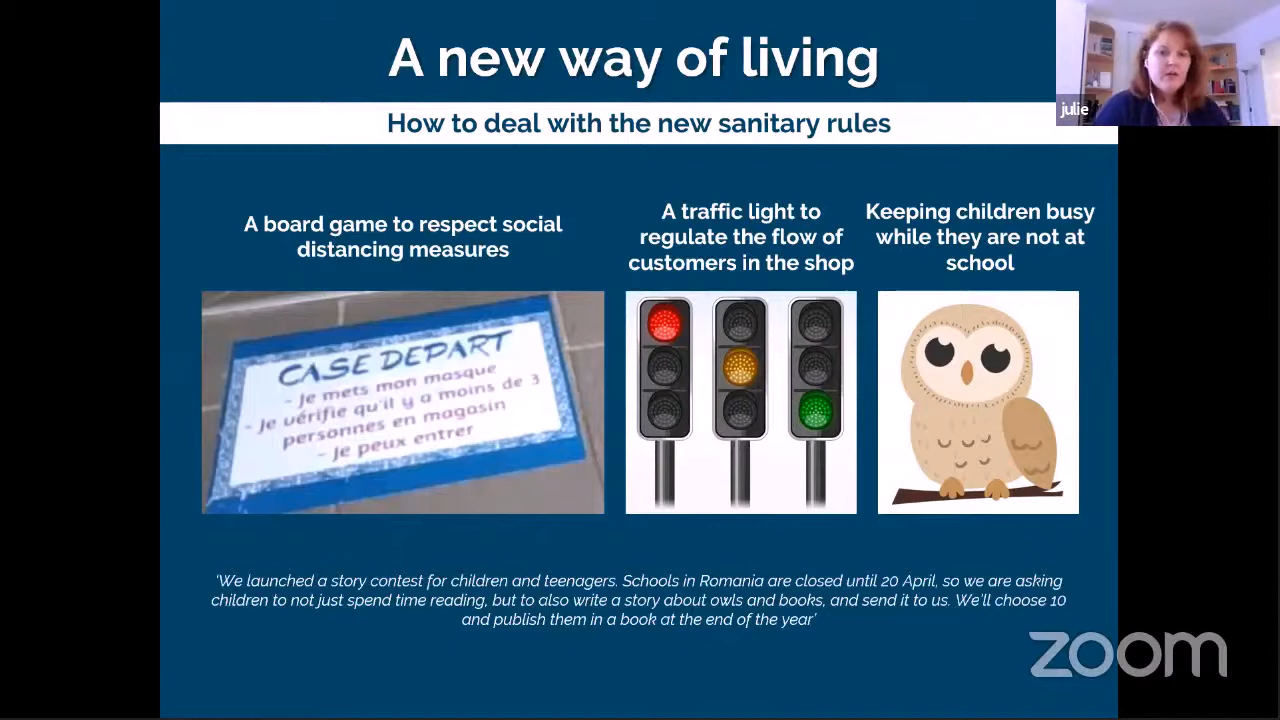 A new way of living
julie
How to deal with the new sanitary rules
A board game to respect social
distancing measures
A traffic light to
regulate the flow of
customers in the shop
Keeping children busy
while they are not at
school
CASE DEPART
- Je mets mon masque
- Je vérifie qu'il y a moins de 3
personnes en magasin
- Je peux entrer
'We launched a story contest for children and teenagers. Schools in Romania are closed until 20 April, so we are asking
children to not just spend time reading, but to also write a story about owls and books, and send it to us. We'll choose 10
and publish them in a book at the end of the year'
zoom